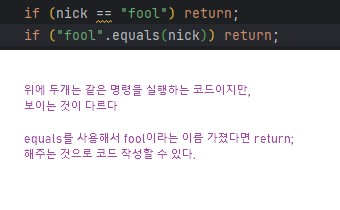 if (nick == "fool") return;
if ("fool".equals(nick)) return;
위에 두개는 같은 명령을 실행하는 코드이지만,
보이는 것이 다르다
equals를 사용해서 fool이라는 이름 가졌다면 return;
해주는 것으로 코드 작성할 수 있다.